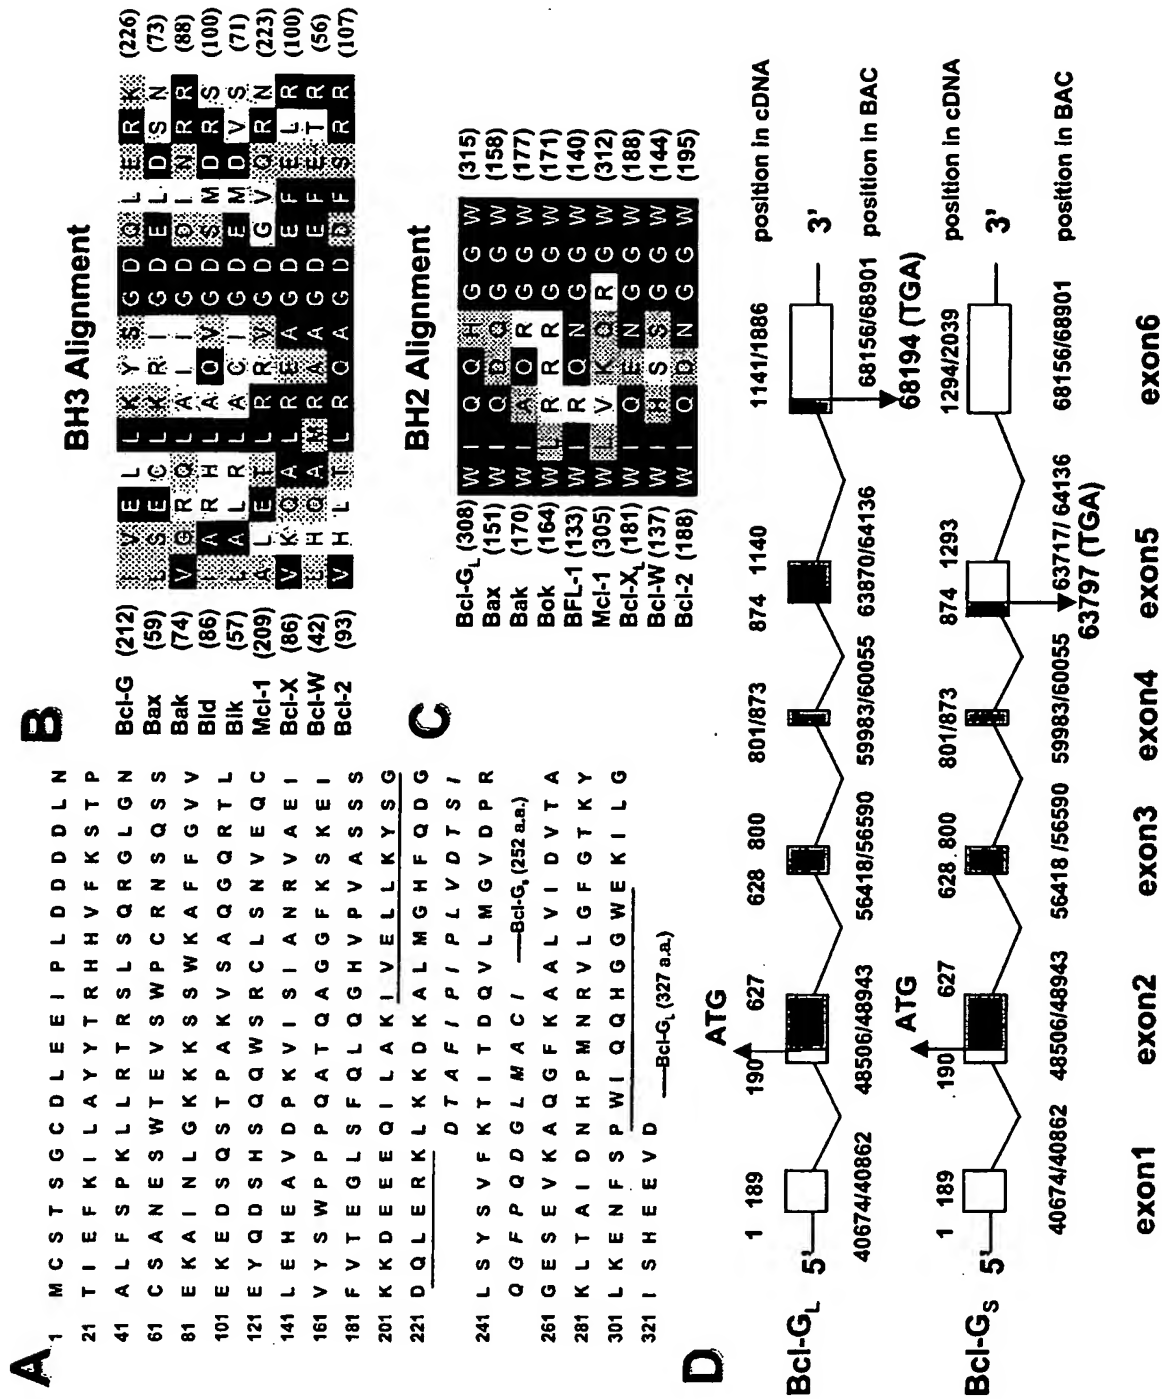 A
1 M C S T S G C D L E E I P L D D D D L N
21 T I E F K I L A Y Y T R H H V F K S T P
41 A L F S P K L L R T R S L S Q R G L G N
61 C S A N E S W T E V S W P C R N S Q S S
81 E K A I N L G K K K S S W K A F F G V V
101 E K E D S Q S T P A K V S A Q G Q R T L
121 E Y Q D S H S Q Q W S R C L S N V E Q C
141 L E H E A V D P K V I S I A N R V A E I
161 V Y S W P P P Q A T Q A G G F K S K E I
181 F V T E G L S F Q L Q G H V P V A S S S
201 K K D E E E Q I L A K I V E L L K Y S G
221 D Q L E R K L K K D K A L M G H F Q D G
D T A F I P I P L V D T S I
241 L S Y S V F K T I T D Q V L M G V D P R
Q G F P Q D G L M A C I —Bcl-GS (252 a.a.)
261 G E S E V K A Q G F K A A L V I D V T A
281 K L T A I D N H P M N R V L G F G T K Y
301 L K E N F S P W I Q Q H G G W E K I L G
321 I S H E E V D —Bcl-GL (327 a.a.)
B
BH3 Alignment
Bcl-G (212) I V E L L K Y S G D Q L E R K (226)
Bax (59) L S E C L K R I G D E L D S N (73)
Bak (74) V G R Q L A I I G D D I N R R (88)
Bid (86) I A R H L A Q V G D S M D R S (100)
Bik (57) L A L R L A C I G D E M D V S (71)
Mcl-1 (209) A L E T L R R V G D G V Q R N (223)
Bcl-X (86) V K Q A L R E A G D E F E L R (100)
Bcl-W (42) L H Q A M R A A G D E F E T R (56)
Bcl-2 (93) V H L T L R Q A G D D F S R R (107)
C
BH2 Alignment
Bcl-GL (308) W I Q Q H G G W (315)
Bax (151) W I Q D Q G G W (158)
Bak (170) W I A Q R G G W (177)
Bok (164) W L R R R G G W (171)
BFL-1 (133) W I R Q N G G W (140)
Mcl-1 (305) W L V K Q R G W (312)
Bcl-XL (181) W I Q E N G G W (188)
Bcl-W (137) W I H S S G G W (144)
Bcl-2 (188) W I Q D N G G W (195)
D
ATG
1 189 190 627 628 800 801/873 874 1140 1141/1886 position in cDNA
Bcl-GL 5' 3'
40674/40862 48506/48943 56418/56590 59983/60055 63870/64136 68156/68901 position in BAC
68194 (TGA)
ATG
1 189 190 627 628 800 801/873 874 1293 1294/2039 position in cDNA
Bcl-GS 5' 3'
40674/40862 48506/48943 56418 /56590 59983/60055 63717/ 64136 68156/68901 position in BAC
63797 (TGA)
exon1 exon2 exon3 exon4 exon5 exon6